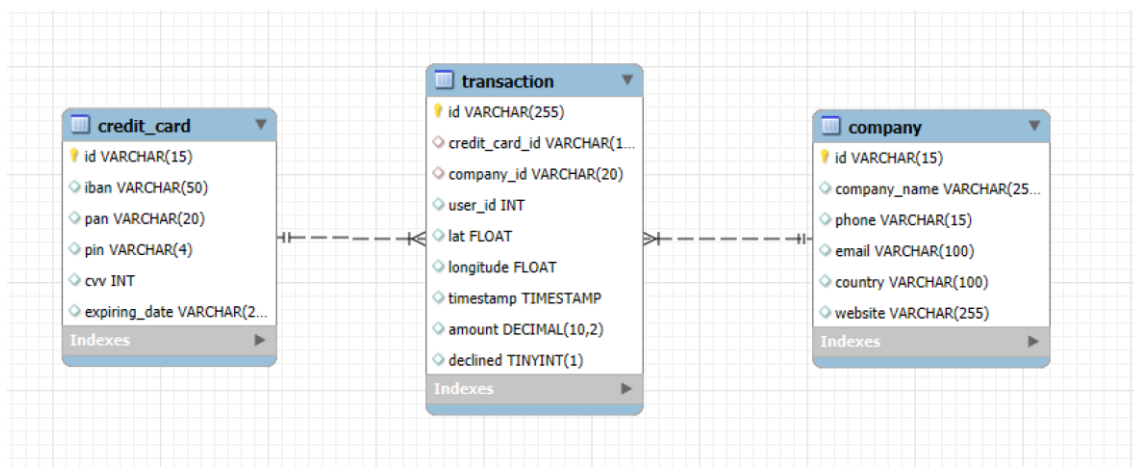 credit_card
id VARCHAR(15)
iban VARCHAR(50)
pan VARCHAR(20)
pin VARCHAR(4)
cvv INT
expiring_date VARCHAR(2...
Indexes
transaction
id VARCHAR(255)
credit_card_id VARCHAR(1...
company_id VARCHAR(20)
user_id INT
lat FLOAT
longitude FLOAT
timestamp TIMESTAMP
amount DECIMAL(10,2)
declined TINYINT(1)
Indexes
company
id VARCHAR(15)
company_name VARCHAR(25...
phone VARCHAR(15)
email VARCHAR(100)
country VARCHAR(100)
website VARCHAR(255)
Indexes